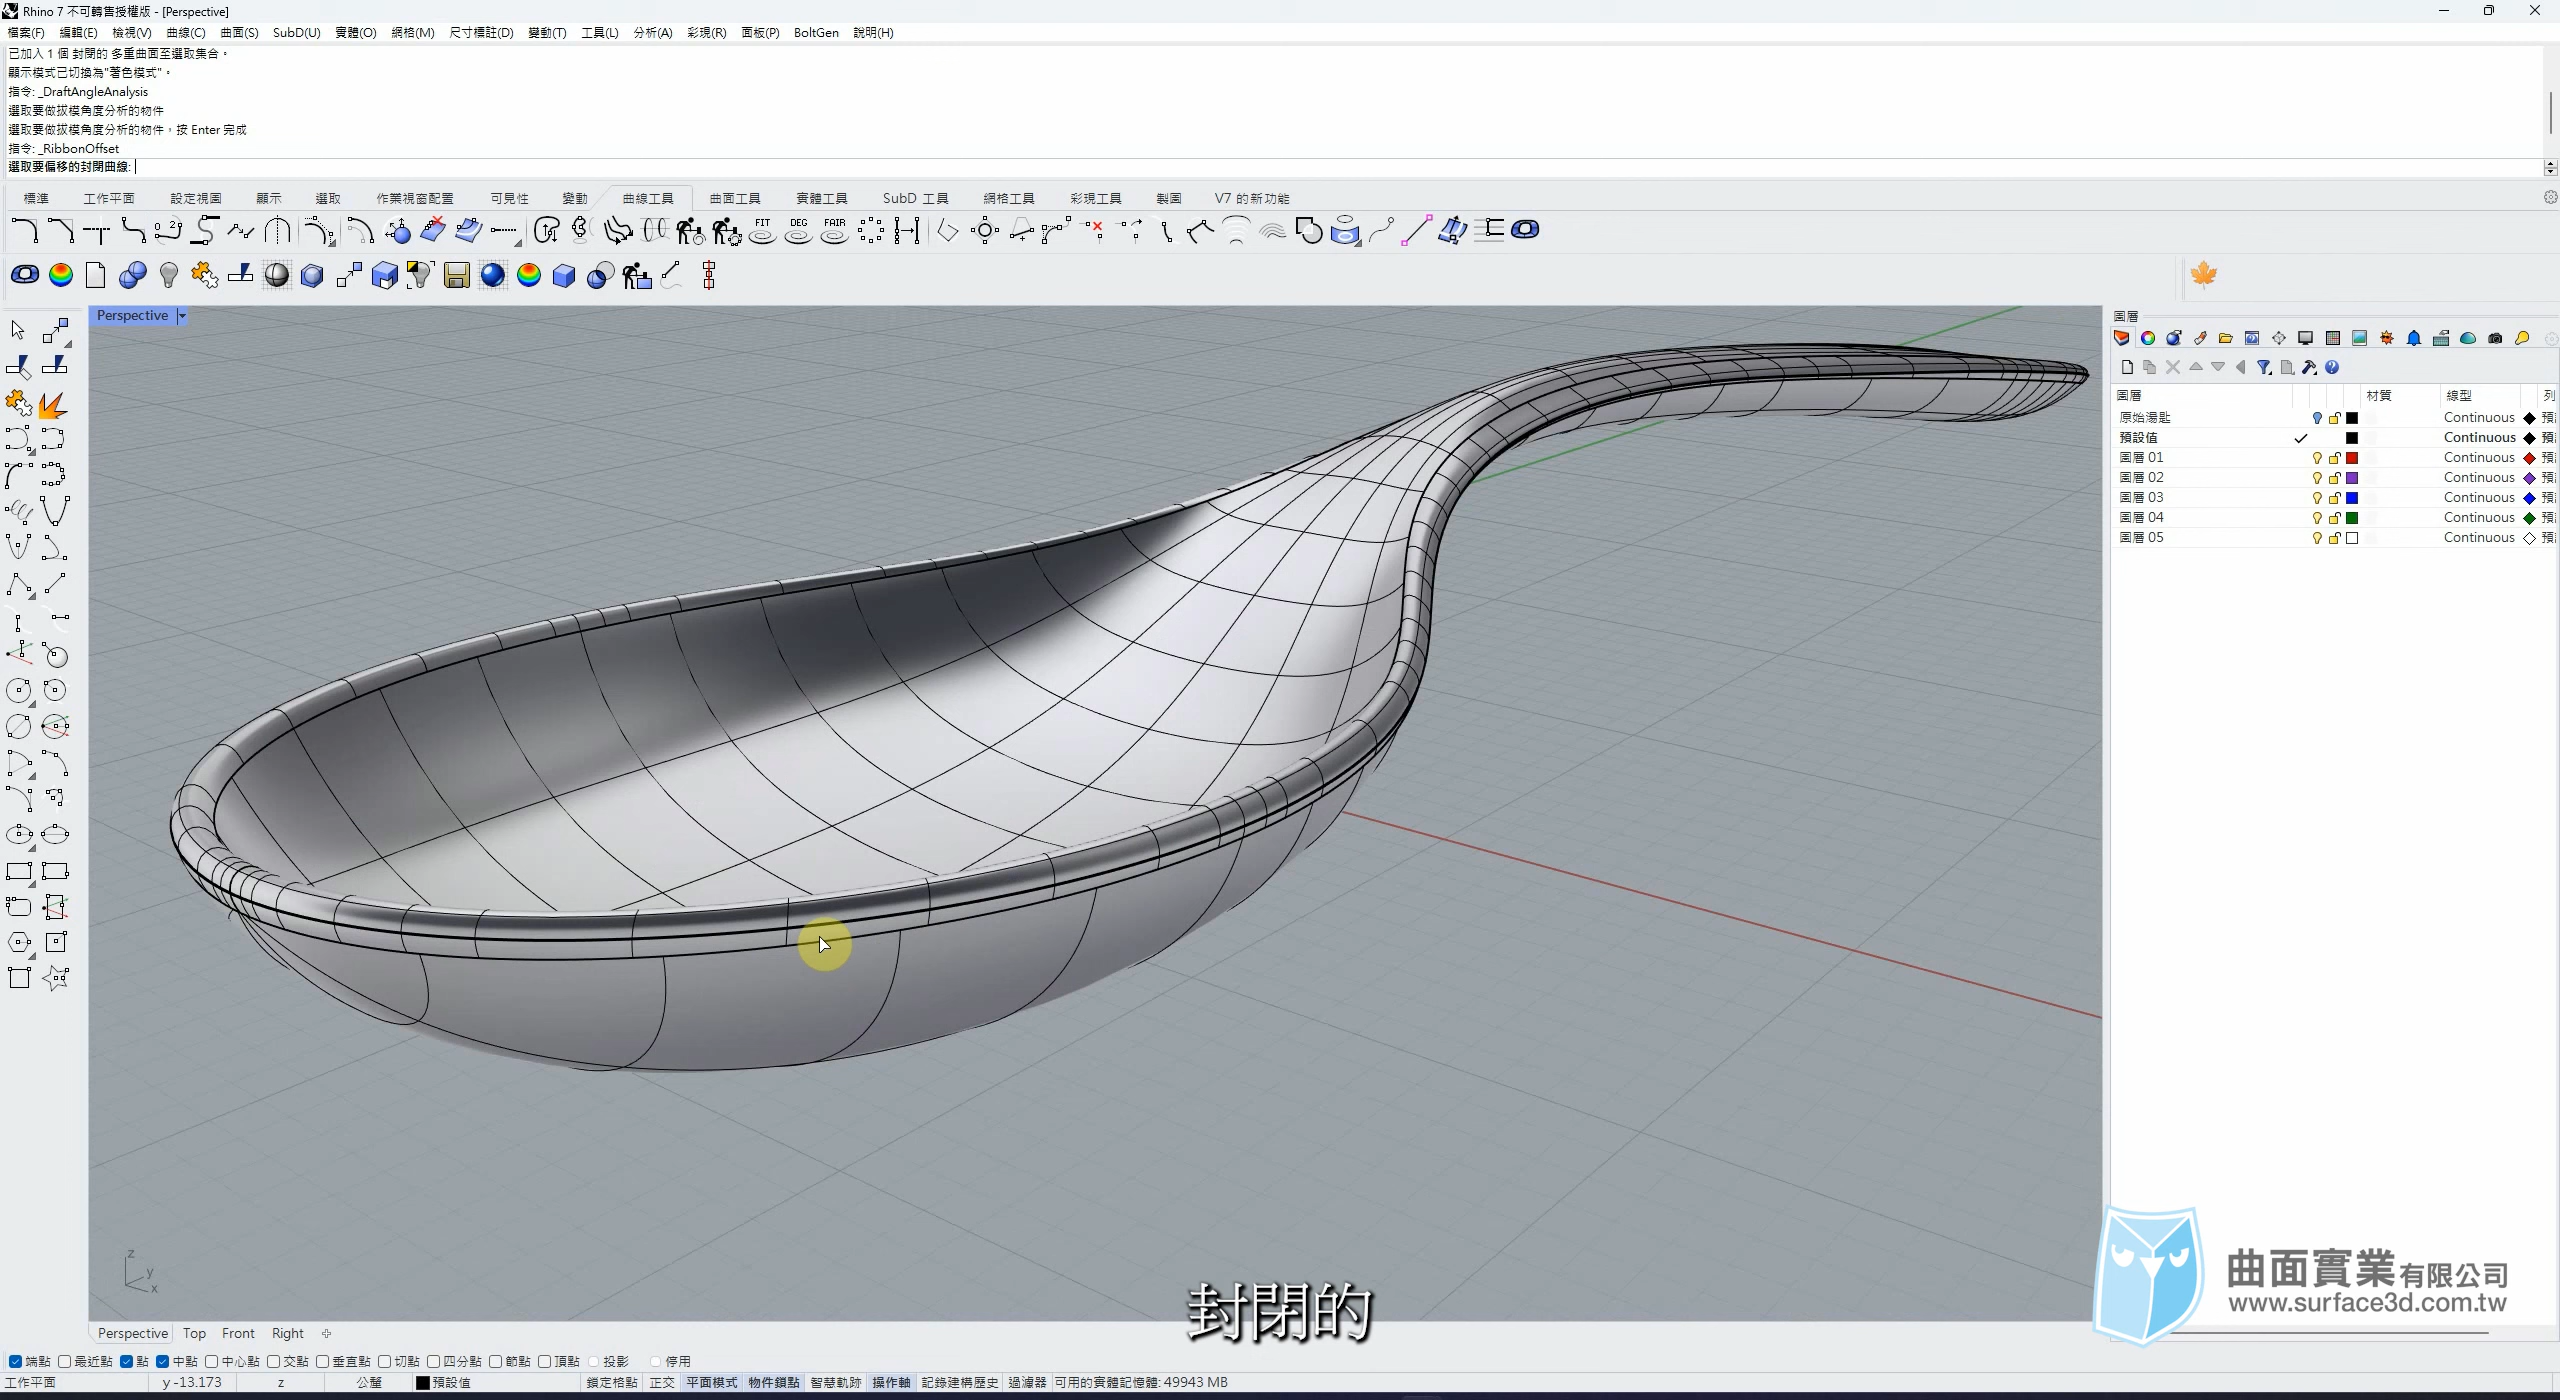 Rhino 7 不可轉售授權版 - [Perspective]
檔案(F) 編輯(E) 檢視(V) 曲線(C) 曲面(S) SubD(U) 實體(O) 網格(M) 尺寸標註(D) 變動(T) 工具(L) 分析(A) 彩現(R) 面板(P) BoltGen 說明(H)
已加入 1 個 封閉的 多重曲面至選取集合。
顯示模式已切換為"著色模式"。
指令: _DraftAngleAnalysis
選取要做拔模角度分析的物件
選取要做拔模角度分析的物件，按 Enter 完成
指令: _RibbonOffset
選取要偏移的封閉曲線:
標準 工作平面 設定視圖 顯示 選取 作業視窗配置 可見性 變動 曲線工具 曲面工具 實體工具 SubD 工具 網格工具 彩現工具 製圖 V7 的新功能
FIT DEG FAIR
Perspective
圖層
圖層 材質 線型 列
原始湯匙 Continuous 預
預設值 Continuous 預
圖層 01 Continuous 預
圖層 02 Continuous 預
圖層 03 Continuous 預
圖層 04 Continuous 預
圖層 05 Continuous 預
z
y
x
封閉的
曲面實業有限公司
www.surface3d.com.tw
Perspective Top Front Right
端點 最近點 點 中點 中心點 交點 垂直點 切點 四分點 節點 頂點 投影 停用
工作平面 y -13.173 z 公釐 預設值 鎖定格點 正交 平面模式 物件鎖點 智慧軌跡 操作軸 記錄建構歷史 過濾器 可用的實體記憶體: 49943 MB